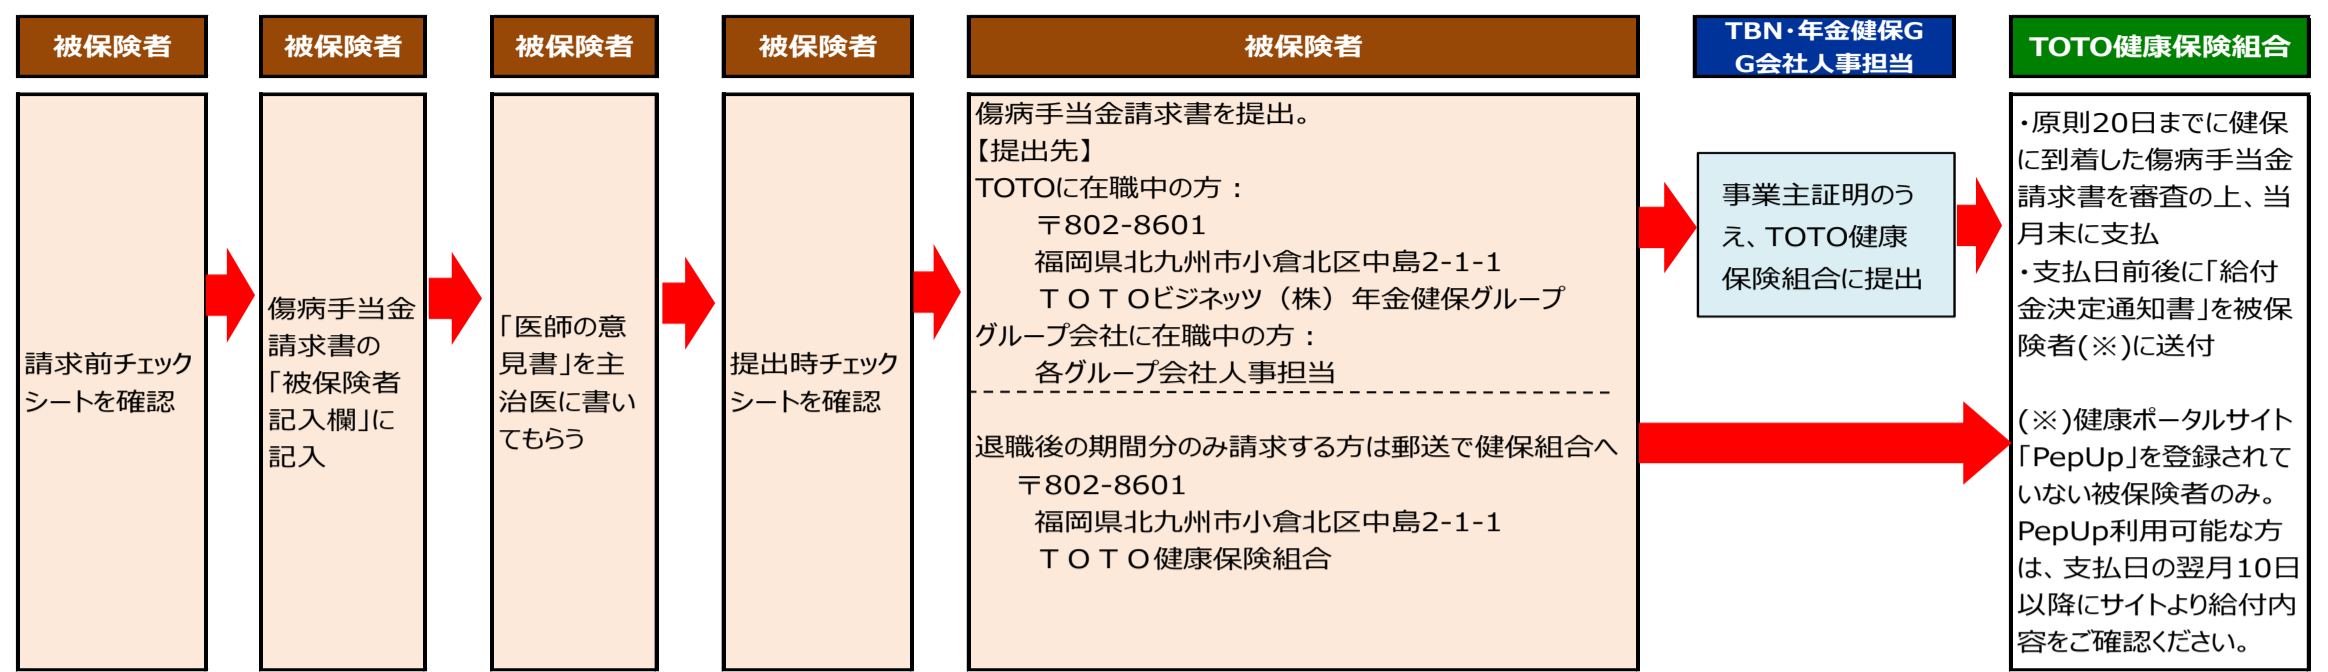 被保険者
被保険者
被保険者
被保険者
被保険者
TBN･年金健保G
G会社人事担当
TOTO健康保険組合
請求前チェック
シートを確認
傷病手当金
請求書の
｢被保険者
記入欄｣に
記入
｢医師の意
見書｣を主
治医に書い
てもらう
提出時チェック
シートを確認
傷病手当金請求書を提出。
【提出先】
TOTOに在職中の方：
〒802-8601
福岡県北九州市小倉北区中島2-1-1
ＴＯＴＯビジネッツ（株）年金健保グループ
グループ会社に在職中の方：
各グループ会社人事担当
退職後の期間分のみ請求する方は郵送で健保組合へ
〒802-8601
福岡県北九州市小倉北区中島2-1-1
ＴＯＴＯ健康保険組合
事業主証明のう
え、TOTO健康
保険組合に提出
･原則20日までに健保
に到着した傷病手当金
請求書を審査の上、当
月末に支払
･支払日前後に｢給付
金決定通知書｣を被保
険者(※)に送付
(※)健康ポータルサイト
｢PepUp｣を登録されて
いない被保険者のみ。
PepUp利用可能な方
は、支払日の翌月10日
以降にサイトより給付内
容をご確認ください。